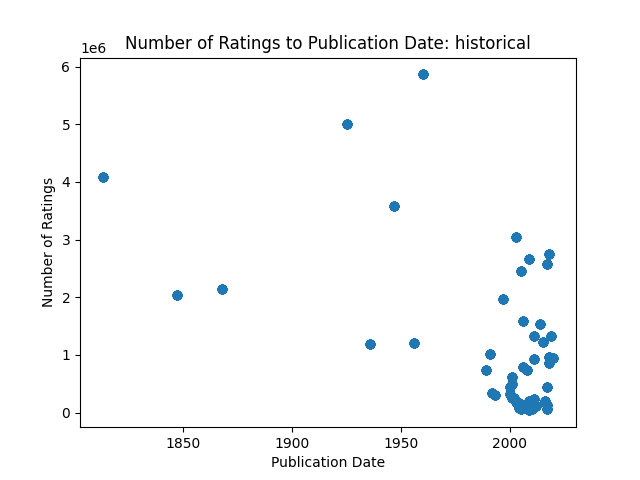 Number of Ratings to Publication Date: historical
1e6
6
5
4
3
2
1
0
Number of Ratings
1850 1900 1950 2000
Publication Date